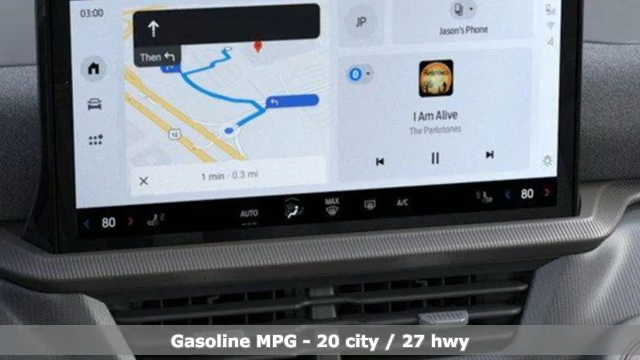 03:00
JP
Jason's Phone
Then
12
I Am Alive
The Parlotones
1 min · 0.3 mi
80
AUTO
MAX
A/C
80
Gasoline MPG - 20 city / 27 hwy